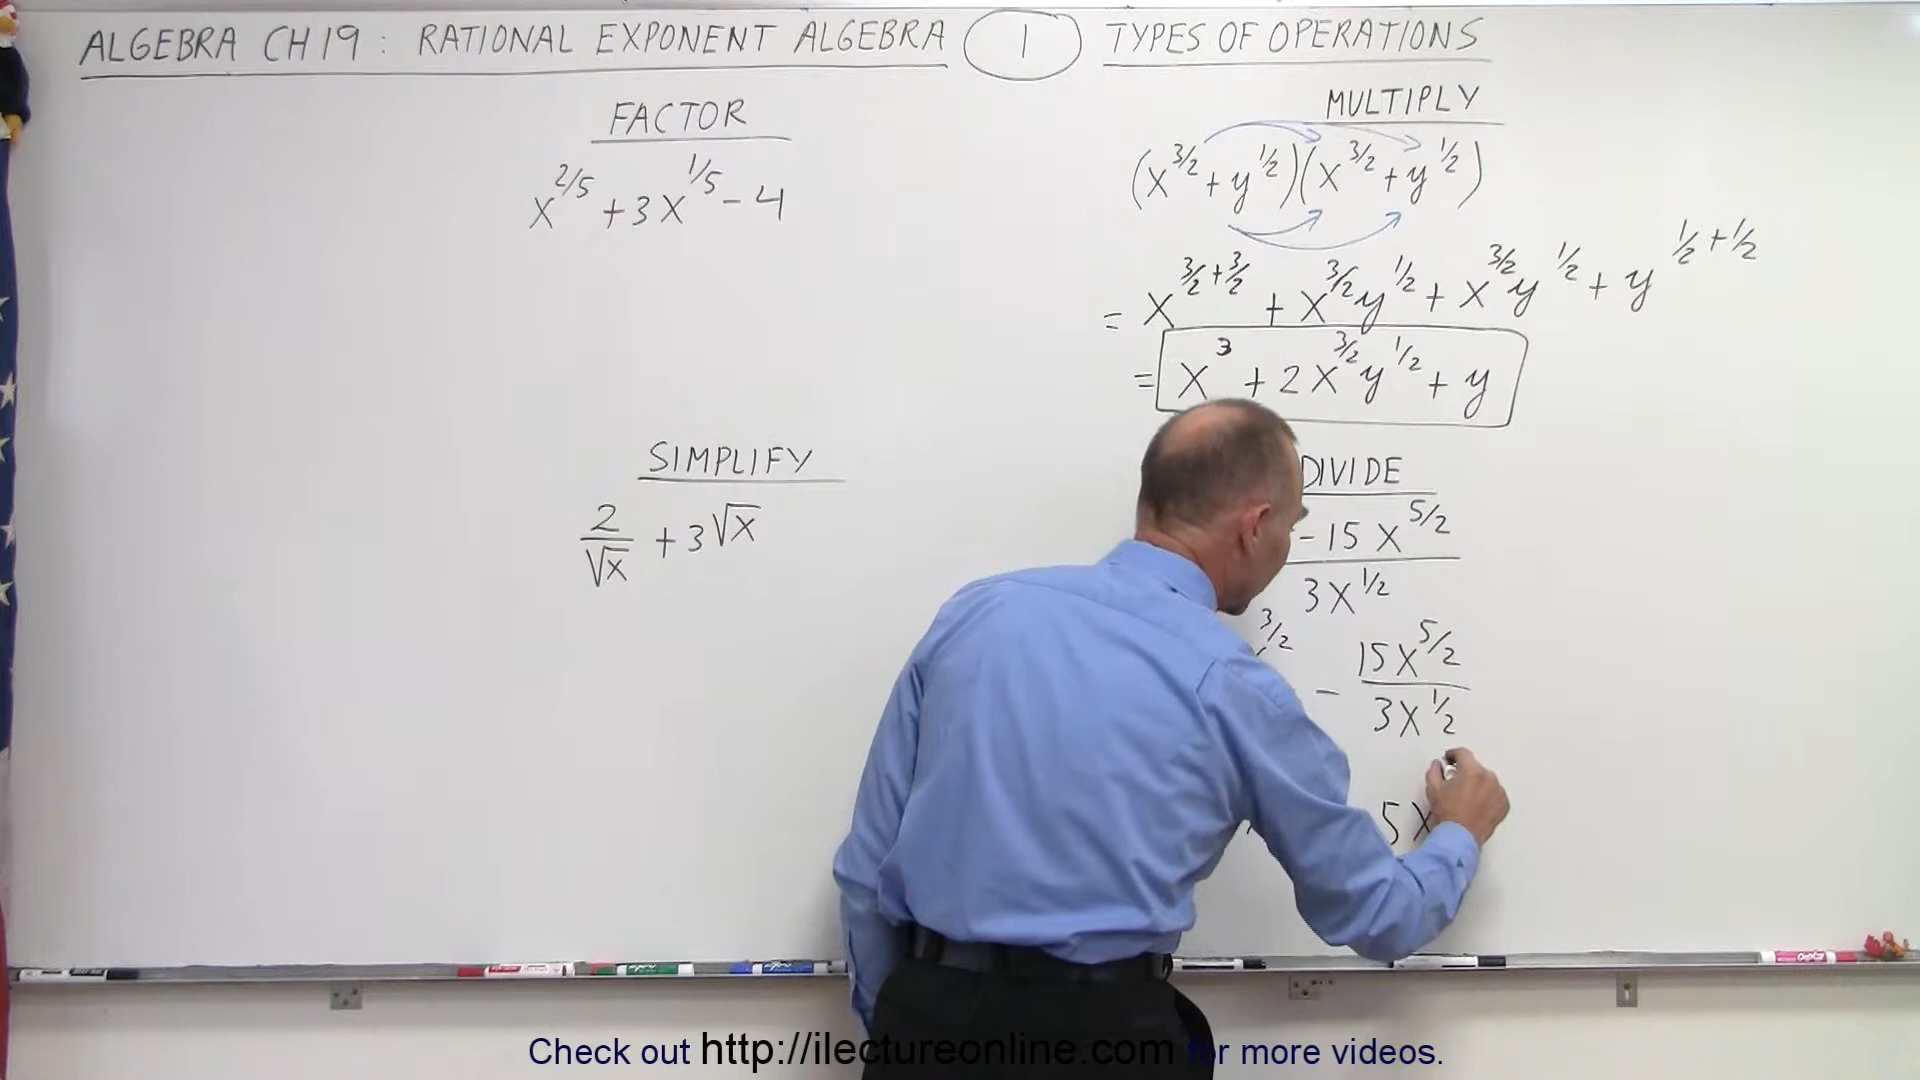 ALGEBRA CH 19 : RATIONAL EXPONENT ALGEBRA 1 TYPES OF OPERATIONS
FACTOR
x^{2/5} + 3x^{1/5} - 4
SIMPLIFY
2/√x + 3√x
MULTIPLY
(x^{3/2} + y^{1/2})(x^{3/2} + y^{1/2})
= x^{3/2 + 3/2} + x^{3/2}y^{1/2} + x^{3/2}y^{1/2} + y^{1/2 + 1/2}
= x^3 + 2x^{3/2}y^{1/2} + y
DIVIDE
- 15x^{5/2}
3x^{1/2}
^{3/2} - 15x^{5/2}
3x^{1/2}
5x
Check out http://ilectureonline.com for more videos.